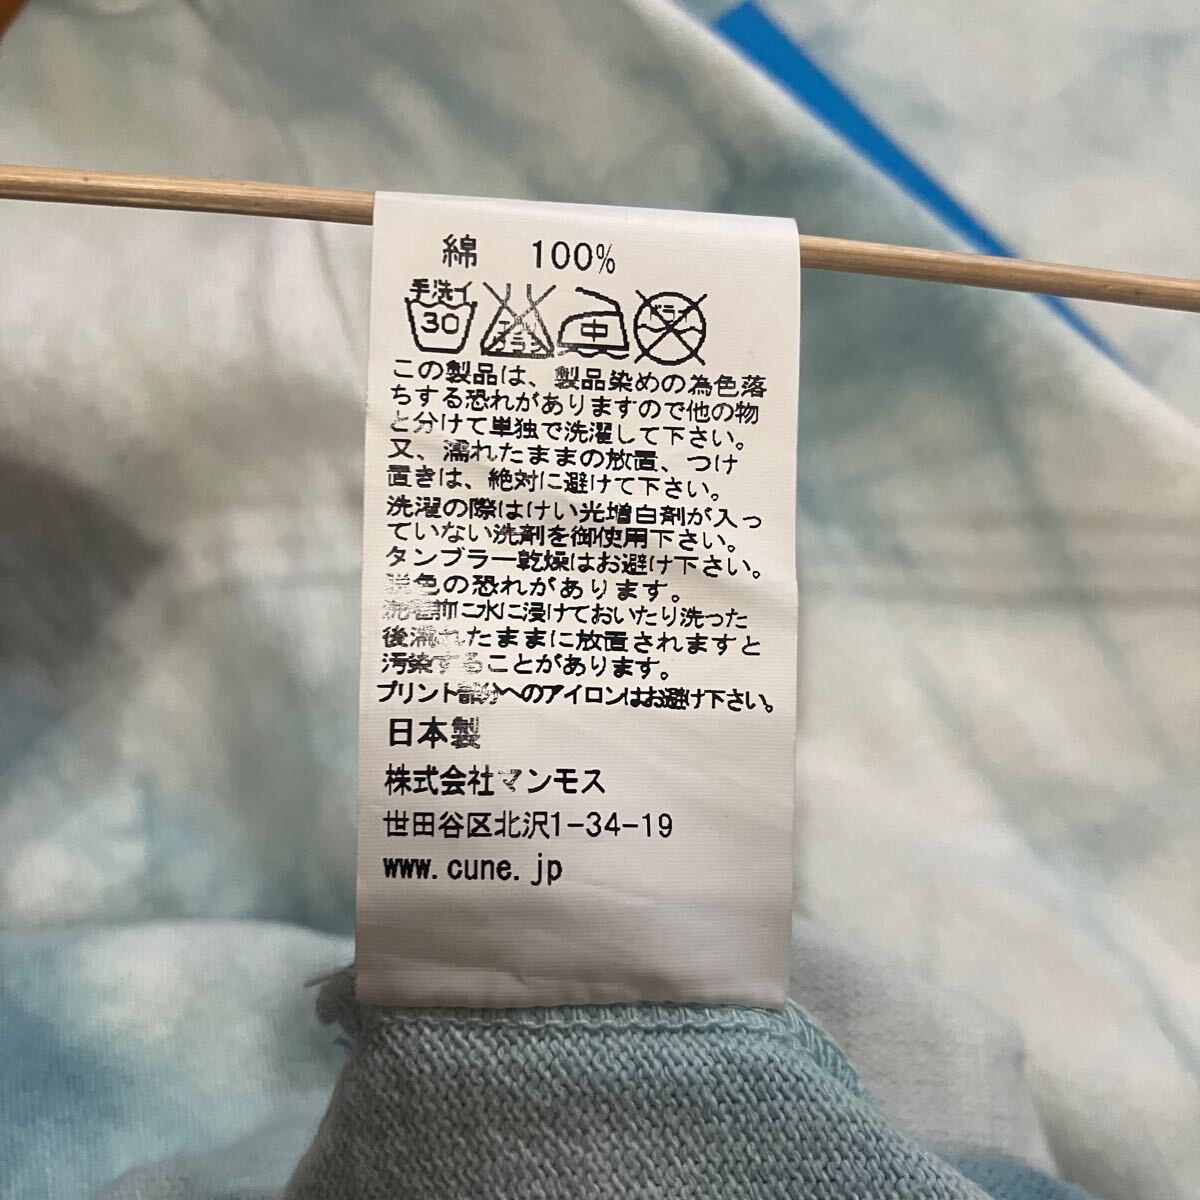 綿 100%
手洗イ
30 エンソ サラシ 中 ドライ
この製品は、製品染めの為色落
ちする恐れがありますので他の物
と分けて単独で洗濯して下さい。
又、濡れたままの放置、つけ
置きは、絶対に避けて下さい。
洗濯の際はけい光増白剤が入っ
ていない洗剤を御使用下さい。
タンブラー乾燥はお避け下さい。
脱色の恐れがあります。
洗濯前に水に浸けておいたり洗った
後濡れたままに放置されますと
汚染することがあります。
プリント部分へのアイロンはお避け下さい。
日本製
株式会社マンモス
世田谷区北沢1-34-19
www.cune.jp